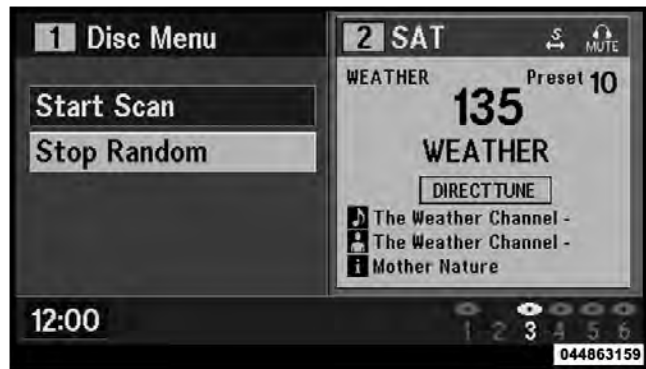 1 Disc Menu
Start Scan
Stop Random
2 SAT S MUTE
WEATHER Preset 10
135
WEATHER
DIRECT TUNE
The Weather Channel -
The Weather Channel -
i Mother Nature
12:00
1 2 3 4 5 6
044863159